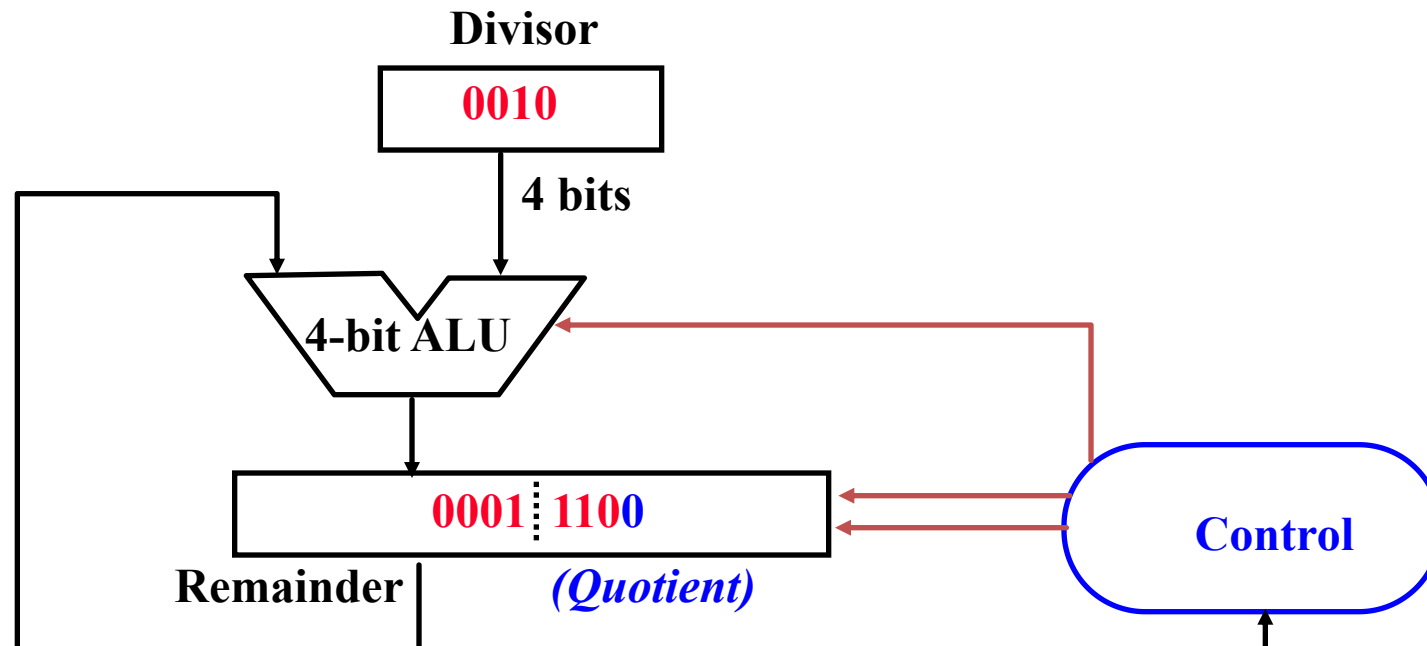 Divisor
0010
4 bits
4-bit ALU
0001 1100
Control
Remainder (Quotient)